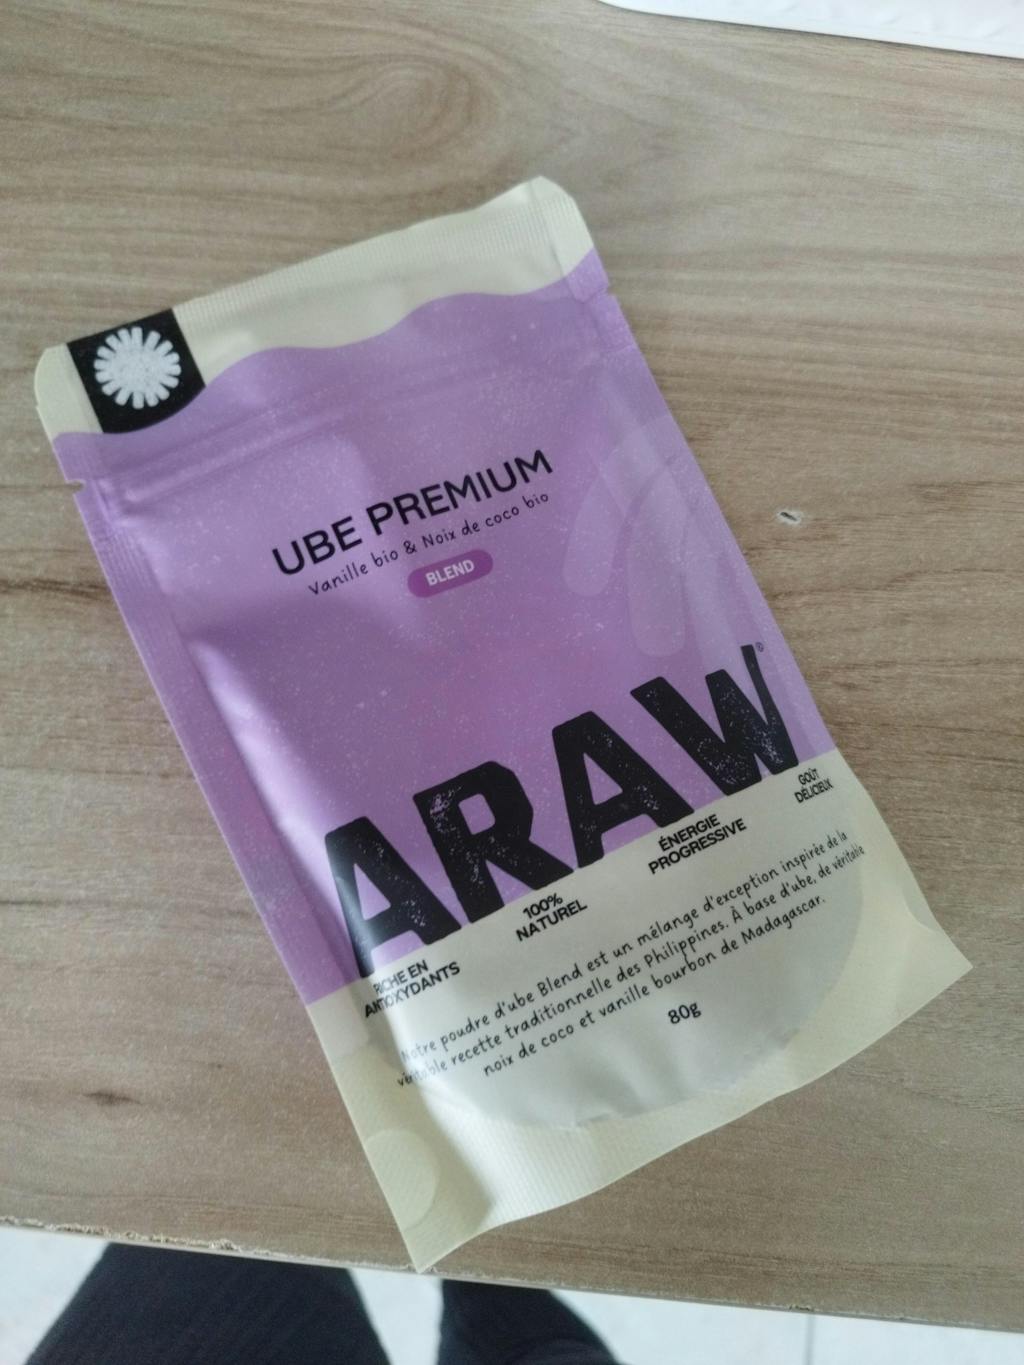 UBE PREMIUM
Vanille bio & Noix de coco bio
BLEND
ARAW®
RICHE EN
ANTIOXYDANTS
100%
NATUREL
ÉNERGIE
PROGRESSIVE
GOÛT
DÉLICIEUX
Notre poudre d'ube Blend est un mélange d'exception inspirée de la
véritable recette traditionnelle des Philippines. À base d'ube, de véritable
noix de coco et vanille bourbon de Madagascar.
80g